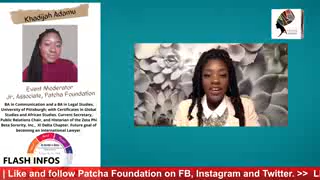 Khadijah Adamu
Event Moderator
Jr. Associate, Patcha Foundation
BA in Communication and a BA in Legal Studies,
University of Pittsburgh; with Certificates in Global
Studies and African Studies. Current Secretary,
Public Relations Chair, and Historian of the Zeta Phi
Beta Sorority, Inc., Xi Delta Chapter. Future goal of
becoming an International Lawyer
FLASH INFOS
| Like and follow Patcha Foundation on FB, Instagram and Twitter. >> L